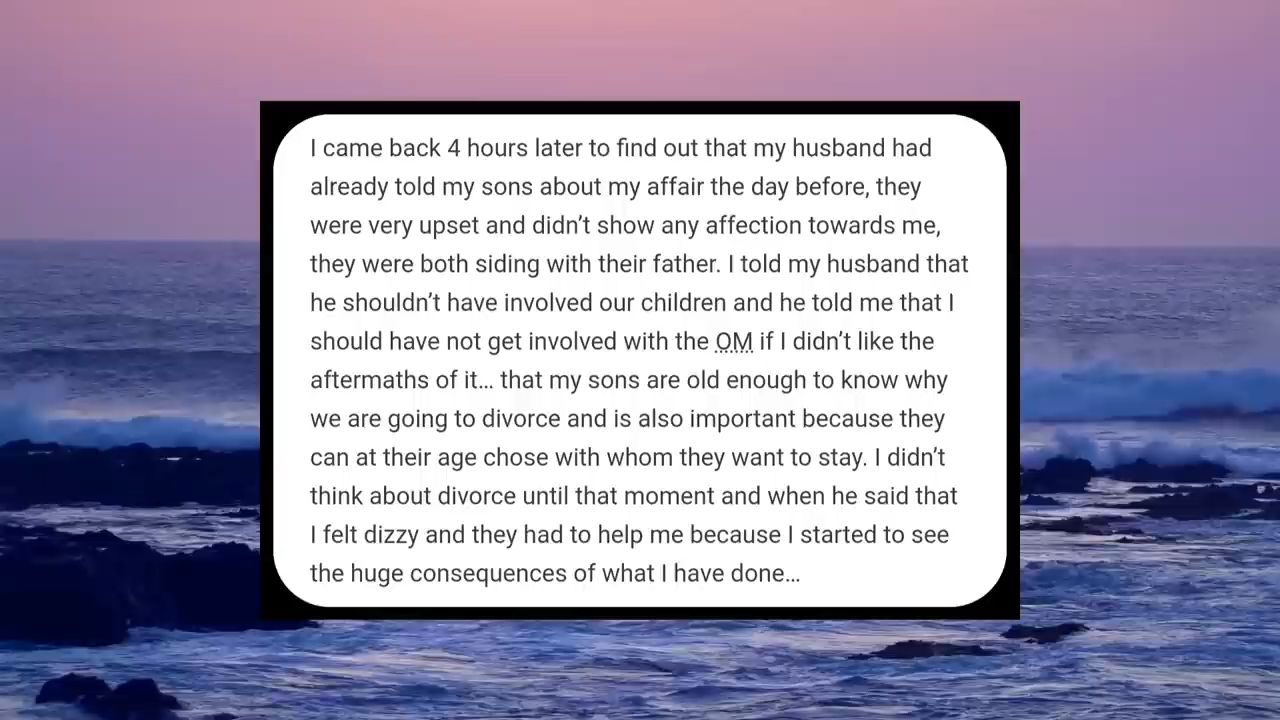 I came back 4 hours later to find out that my husband had
already told my sons about my affair the day before, they
were very upset and didn’t show any affection towards me,
they were both siding with their father. I told my husband that
he shouldn’t have involved our children and he told me that I
should have not get involved with the OM if I didn’t like the
aftermaths of it… that my sons are old enough to know why
we are going to divorce and is also important because they
can at their age chose with whom they want to stay. I didn’t
think about divorce until that moment and when he said that
I felt dizzy and they had to help me because I started to see
the huge consequences of what I have done…